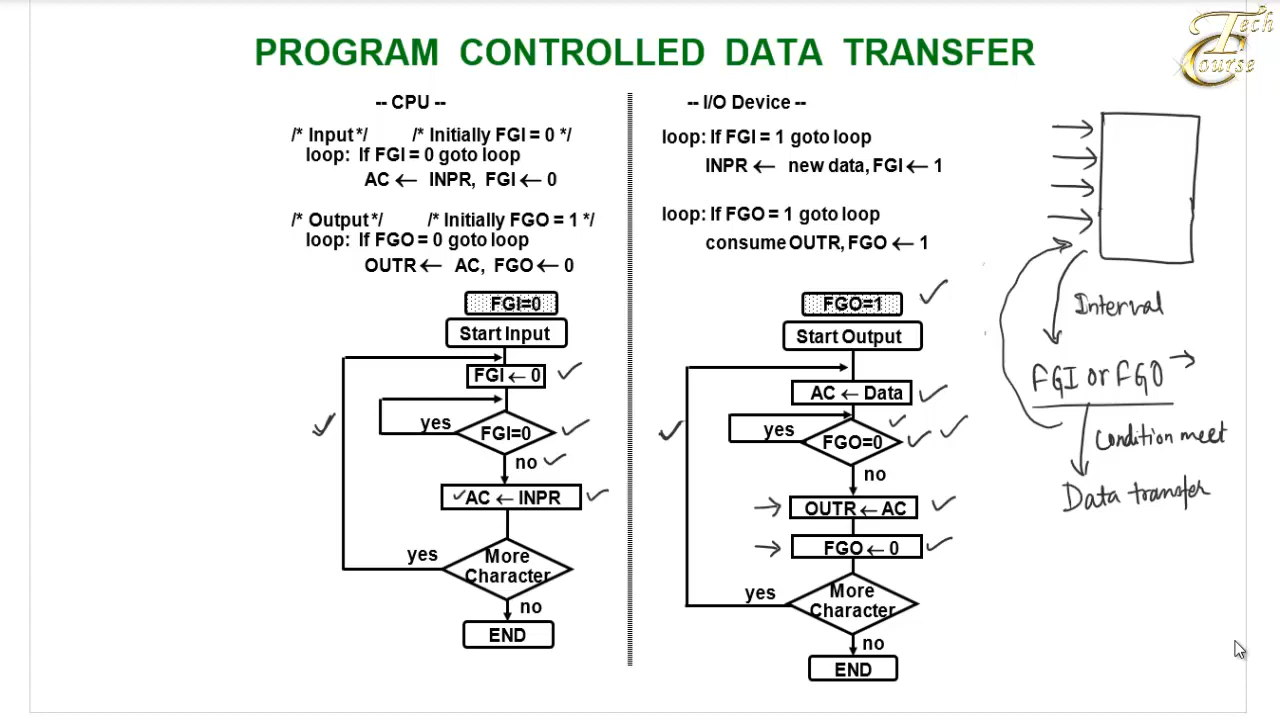 Tech
Course
PROGRAM CONTROLLED DATA TRANSFER
-- CPU --
/* Input */ /* Initially FGI = 0 */
loop: If FGI = 0 goto loop
AC ← INPR, FGI ← 0
/* Output */ /* Initially FGO = 1 */
loop: If FGO = 0 goto loop
OUTR ← AC, FGO ← 0
-- I/O Device --
loop: If FGI = 1 goto loop
INPR ← new data, FGI ← 1
loop: If FGO = 1 goto loop
consume OUTR, FGO ← 1
FGI=0
Start Input
FGI ← 0
yes
FGI=0
no
AC ← INPR
yes
More
Character
no
END
FGO=1
Start Output
AC ← Data
yes
FGO=0
no
OUTR ← AC
FGO ← 0
yes
More
Character
no
END
Interval
FGI or FGO
Condition meet
Data transfer